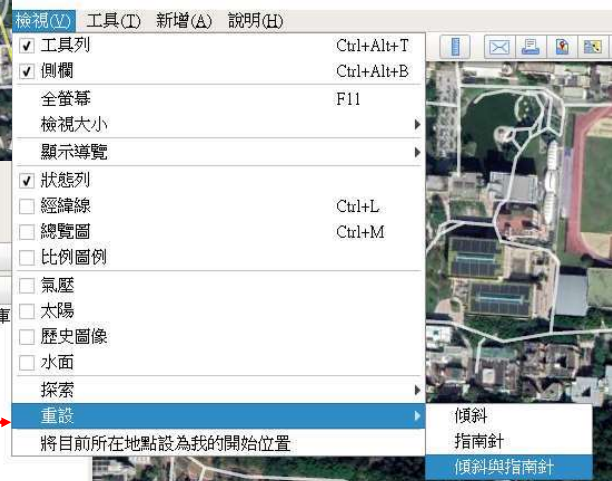 檢視(V) 工具(T) 新增(A) 說明(H)
工具列 Ctrl+Alt+T
側欄 Ctrl+Alt+B
全螢幕 F11
檢視大小
顯示導覽
狀態列
經緯線 Ctrl+L
總覽圖 Ctrl+M
比例圖例
氣壓
太陽
庫
歷史圖像
水面
探索
重設
傾斜
將目前所在地點設為我的開始位置
指南針
傾斜與指南針